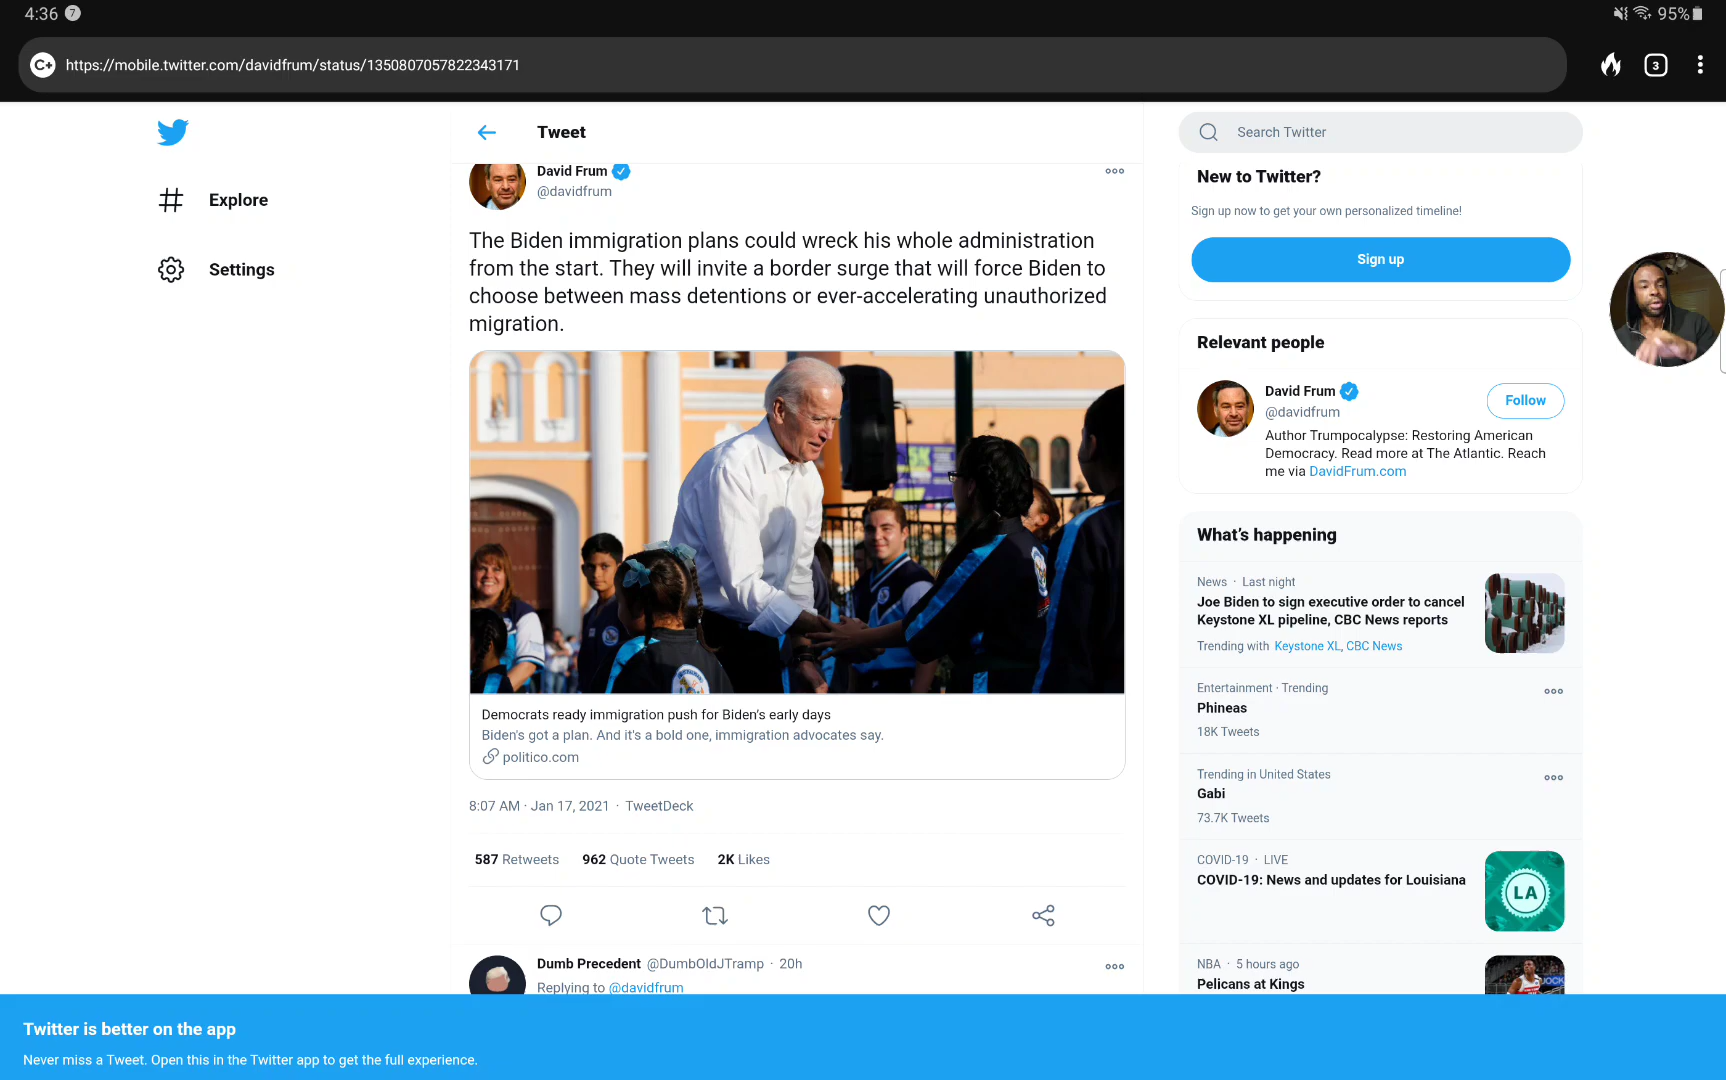 4:36 7
95%
C+ https://mobile.twitter.com/davidfrum/status/1350807057822343171
3
Explore
Settings
Tweet
David Frum
@davidfrum
The Biden immigration plans could wreck his whole administration
from the start. They will invite a border surge that will force Biden to
choose between mass detentions or ever-accelerating unauthorized
migration.
Democrats ready immigration push for Biden's early days
Biden's got a plan. And it's a bold one, immigration advocates say.
politico.com
8:07 AM · Jan 17, 2021 · TweetDeck
587 Retweets 962 Quote Tweets 2K Likes
Dumb Precedent @DumbOldJTramp · 20h
Replying to @davidfrum
Search Twitter
New to Twitter?
Sign up now to get your own personalized timeline!
Sign up
Relevant people
David Frum
@davidfrum
Follow
Author Trumpocalypse: Restoring American
Democracy. Read more at The Atlantic. Reach
me via DavidFrum.com
What's happening
News · Last night
Joe Biden to sign executive order to cancel
Keystone XL pipeline, CBC News reports
Trending with Keystone XL, CBC News
Entertainment · Trending
Phineas
18K Tweets
Trending in United States
Gabi
73.7K Tweets
COVID-19 · LIVE
COVID-19: News and updates for Louisiana
LA
NBA · 5 hours ago
Pelicans at Kings
Twitter is better on the app
Never miss a Tweet. Open this in the Twitter app to get the full experience.